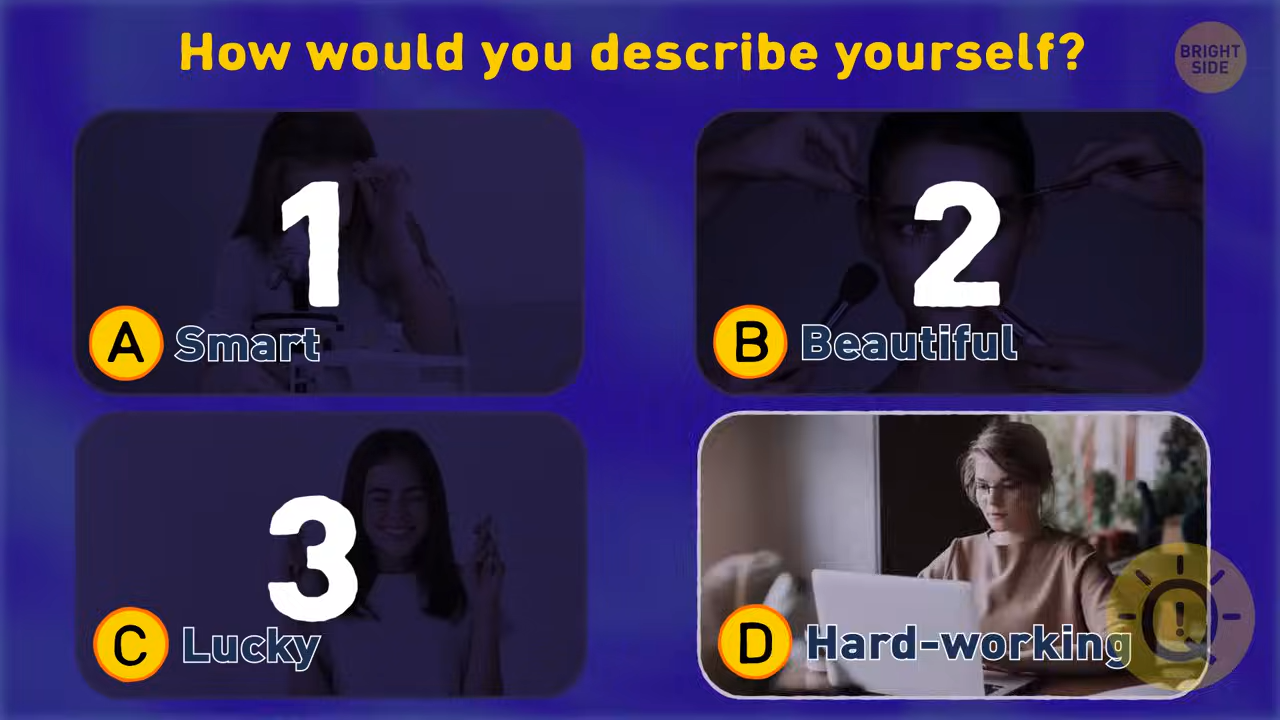 How would you describe yourself?
BRIGHT
SIDE
1
A Smart
2
B Beautiful
3
C Lucky
D Hard-working
!